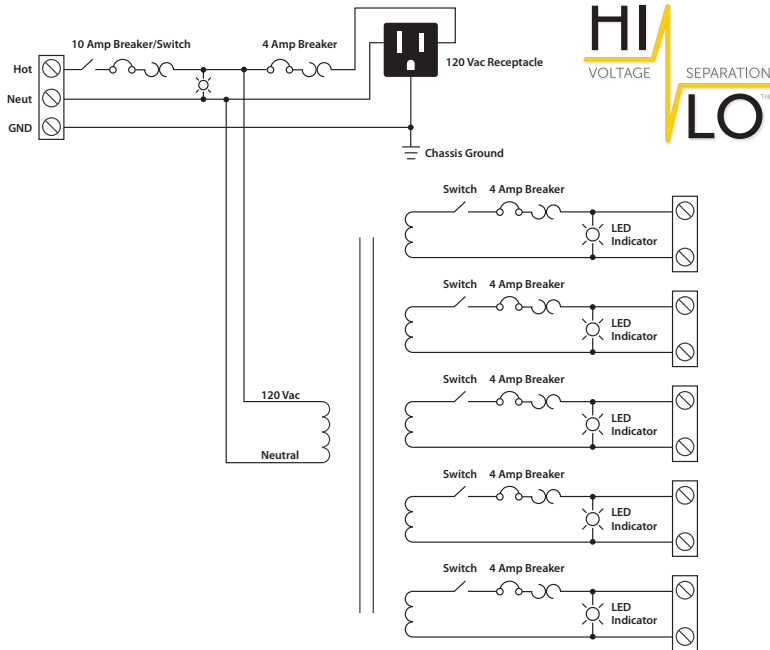 10 Amp Breaker/Switch
4 Amp Breaker
Hot
Neut
GND
120 Vac Receptacle
Chassis Ground
HI
VOLTAGE SEPARATION
LO™
Switch 4 Amp Breaker
LED
Indicator
Switch 4 Amp Breaker
LED
Indicator
120 Vac
Neutral
Switch 4 Amp Breaker
LED
Indicator
Switch 4 Amp Breaker
LED
Indicator
Switch 4 Amp Breaker
LED
Indicator